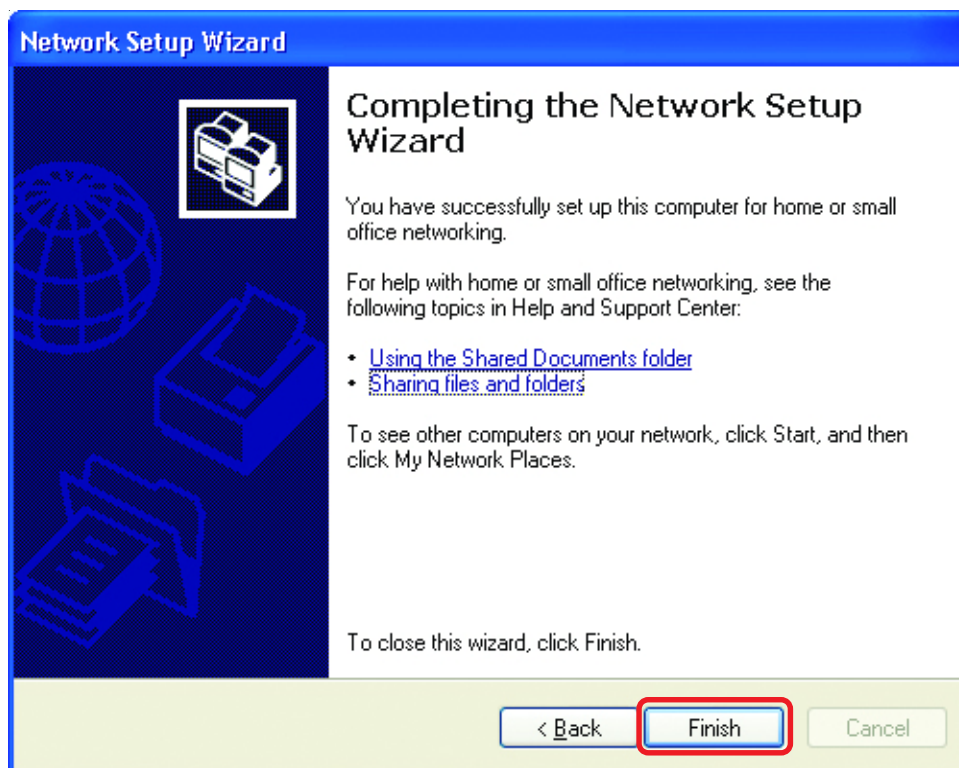 Network Setup Wizard
Completing the Network Setup
Wizard
You have successfully set up this computer for home or small
office networking.
For help with home or small office networking, see the
following topics in Help and Support Center:
• Using the Shared Documents folder
• Sharing files and folders
To see other computers on your network, click Start, and then
click My Network Places.
To close this wizard, click Finish.
< Back Finish Cancel